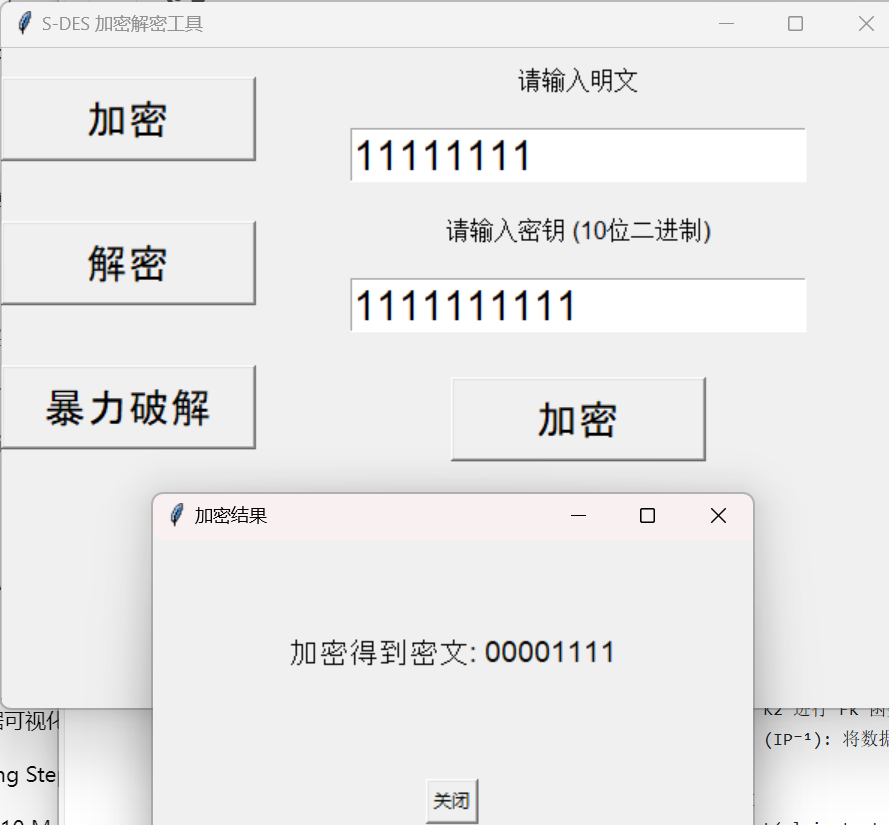 S-DES 加密解密工具
请输入明文
加密
11111111
请输入密钥 (10位二进制)
解密
1111111111
暴力破解
加密
加密结果
加密得到密文: 00001111
关闭
据可视化
ng Step
K2 进行 FK 函
(IP⁻¹): 将数据